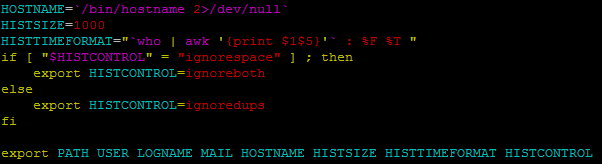 HOSTNAME=`/bin/hostname 2>/dev/null`
HISTSIZE=1000
HISTTIMEFORMAT="`who | awk '{print $1$5}'` : %F %T "
if [ "$HISTCONTROL" = "ignorespace" ] ; then
    export HISTCONTROL=ignoreboth
else
    export HISTCONTROL=ignoredups
fi

export PATH USER LOGNAME MAIL HOSTNAME HISTSIZE HISTTIMEFORMAT HISTCONTROL